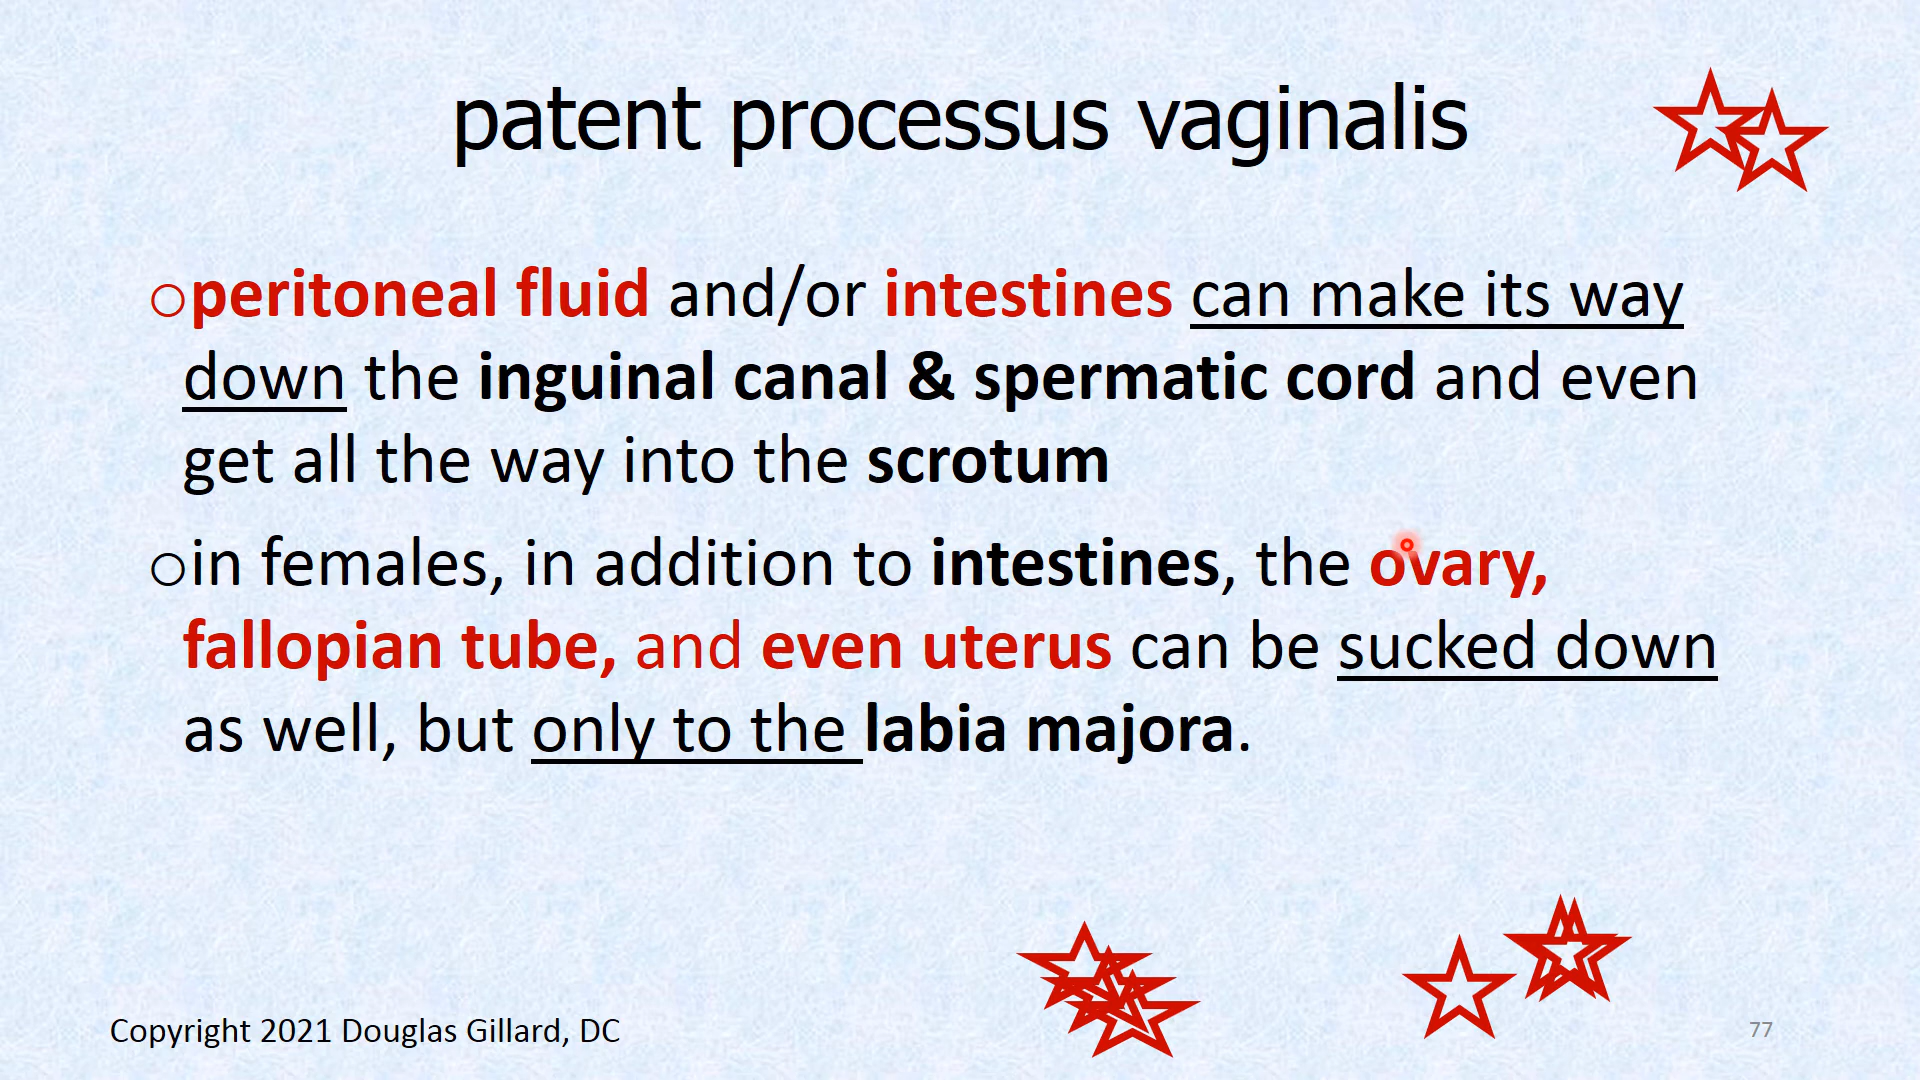 patent processus vaginalis
○peritoneal fluid and/or intestines can make its way
down the inguinal canal & spermatic cord and even
get all the way into the scrotum
○in females, in addition to intestines, the ovary,
fallopian tube, and even uterus can be sucked down
as well, but only to the labia majora.
Copyright 2021 Douglas Gillard, DC
77